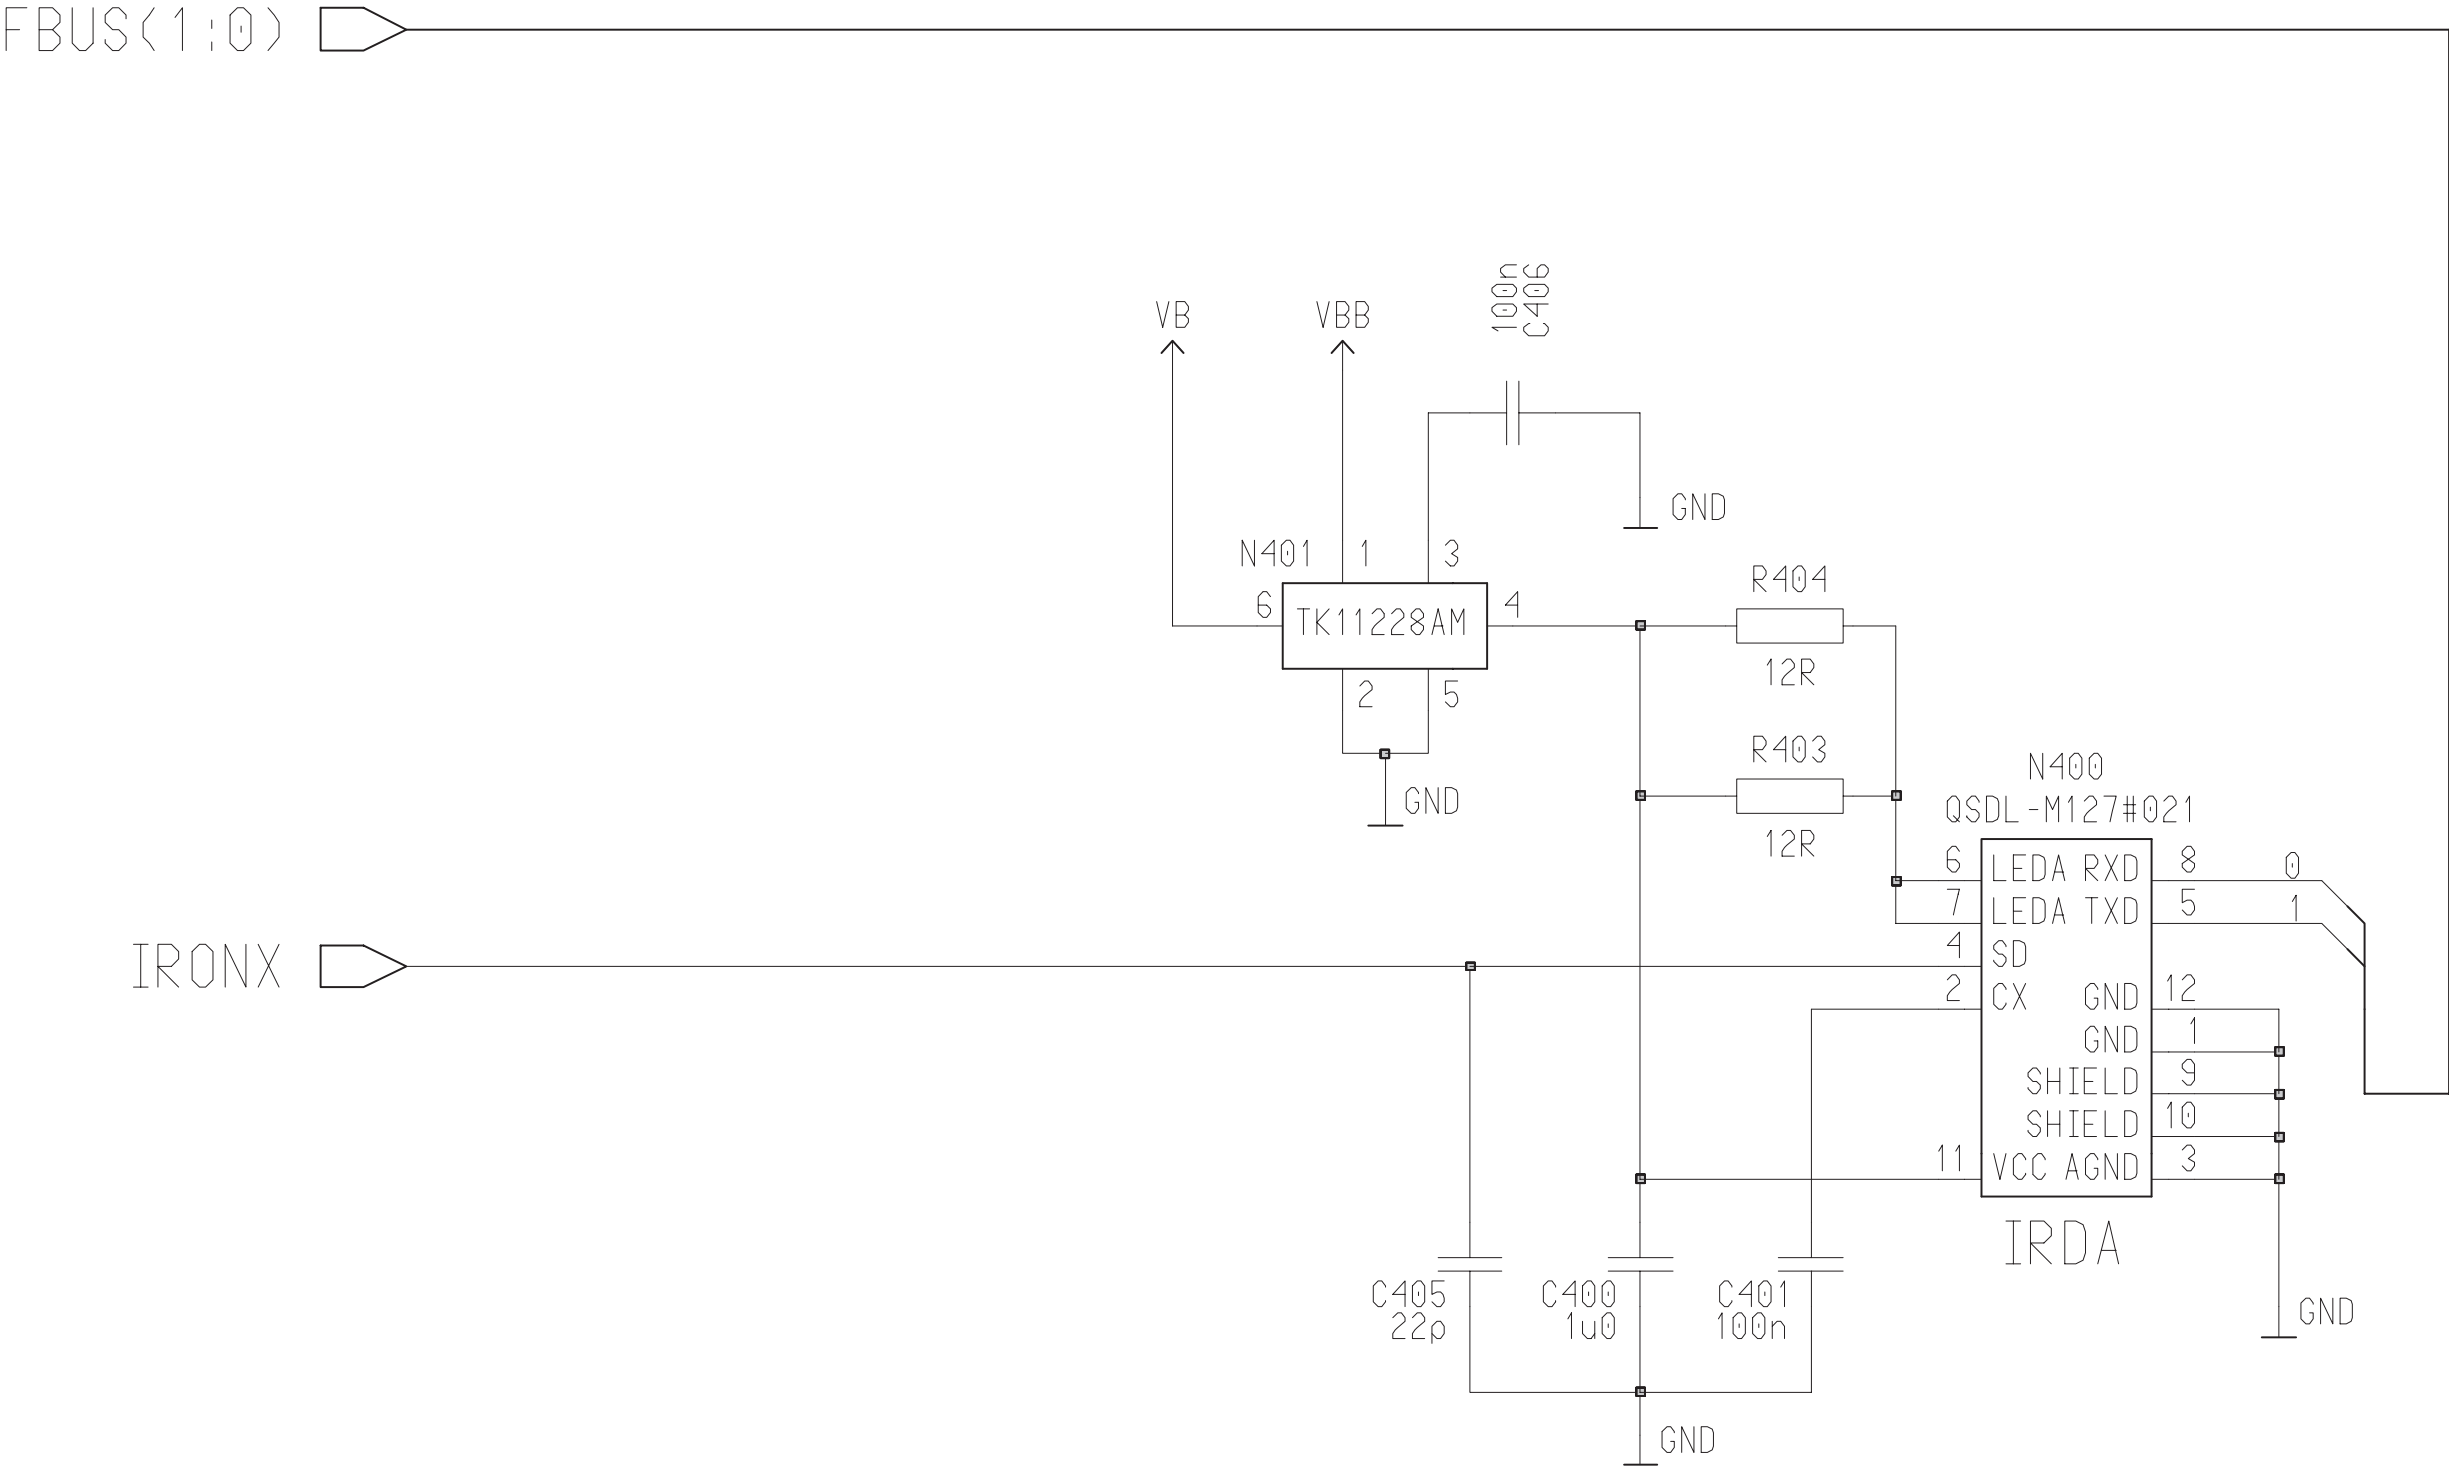 FBUS(1:0)
VB
VBB
100n
C406
GND
N401
1
3
6
TK11228AM
4
2
5
GND
R404
12R
R403
12R
N400
QSDL-M127#021
6 LEDA RXD 8 0
7 LEDA TXD 5 1
IRONX
4 SD
2 CX GND 12
GND 1
SHIELD 9
SHIELD 10
11 VCC AGND 3
IRDA
C405
22p
C400
1u0
C401
100n
GND
GND